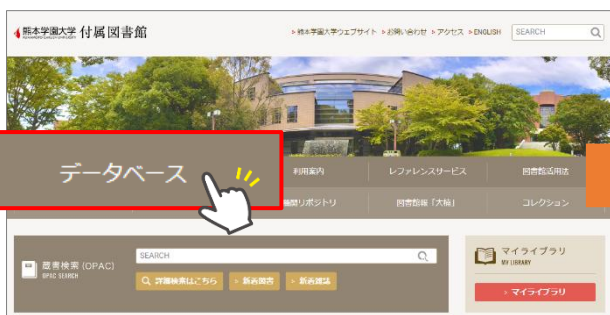 熊本学園大学 付属図書館
熊本学園大学ウェブサイト お問い合わせ アクセス ENGLISH SEARCH
データベース
利用案内 レファレンスサービス 図書館活用法
機関リポジトリ 図書館報「大楠」 コレクション
蔵書検索 (OPAC)
OPAC SEARCH
SEARCH
詳細検索はこちら 新着図書 新着雑誌
マイライブラリ
MY LIBRARY
マイライブラリ